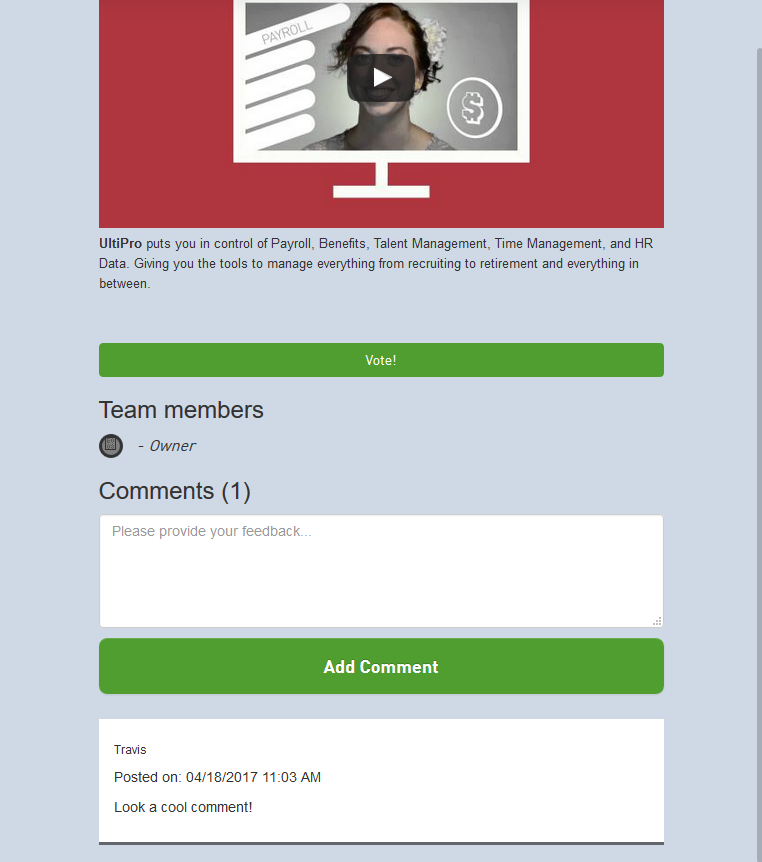 PAYROLL
$
UltiPro puts you in control of Payroll, Benefits, Talent Management, Time Management, and HR
Data. Giving you the tools to manage everything from recruiting to retirement and everything in
between.
Vote!
Team members
- Owner
Comments (1)
Please provide your feedback...
Add Comment
Travis
Posted on: 04/18/2017 11:03 AM
Look a cool comment!